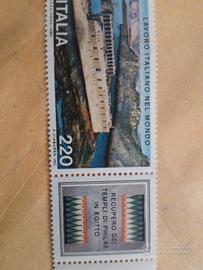 ITALIA
LAVORO ITALIANO NEL MONDO
220
RECUPERO DEI
TEMPLI DI PHILAE
IN EGITTO